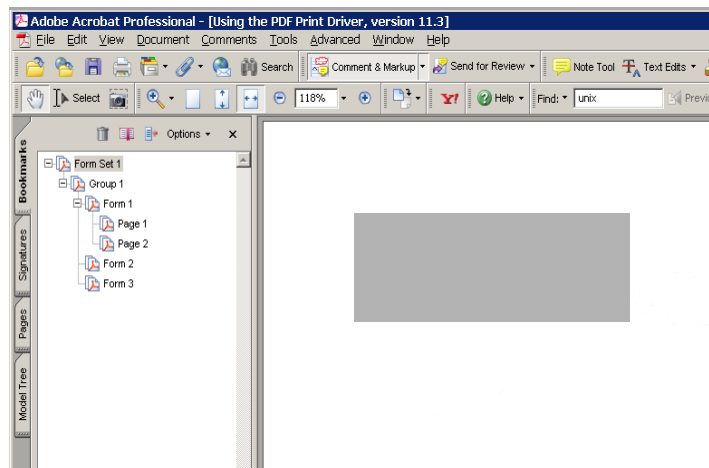 Adobe Acrobat Professional - [Using the PDF Print Driver, version 11.3]
File Edit View Document Comments Tools Advanced Window Help
Search Comment & Markup Send for Review Note Tool Text Edits
Select 118% Y! Help Find: unix
Options x
Form Set 1
Group 1
Form 1
Page 1
Page 2
Form 2
Form 3
Bookmarks
Signatures
Pages
Model Tree